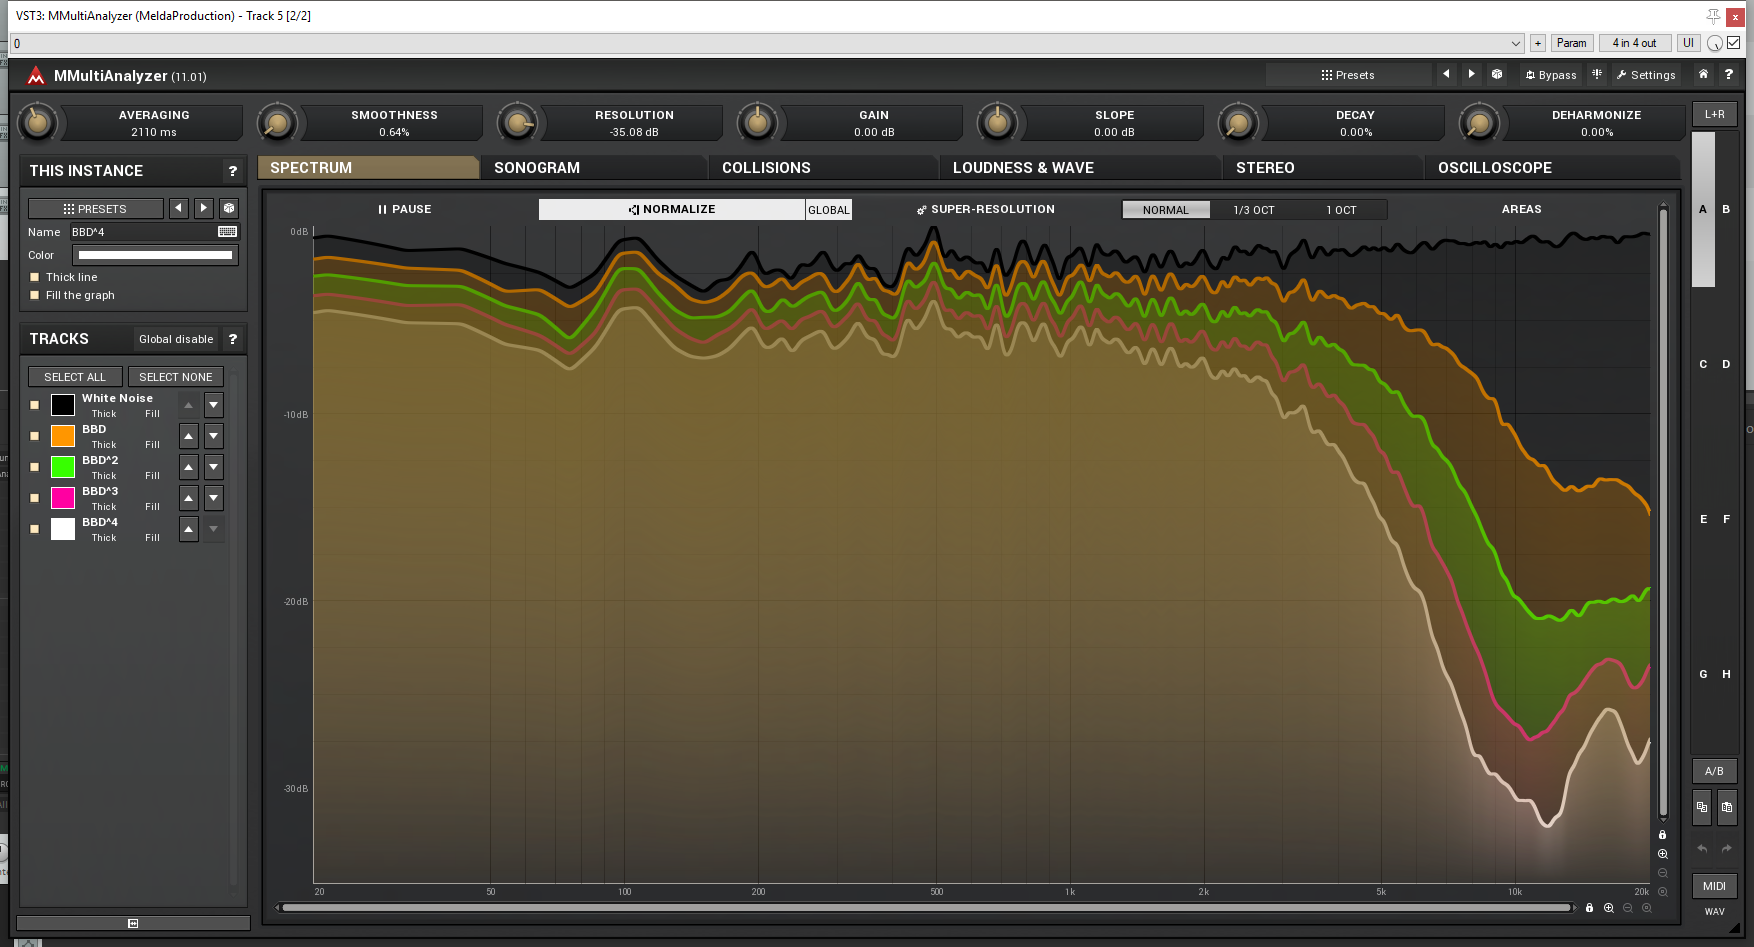 VST3: MMultiAnalyzer (MeldaProduction) - Track 5 [2/2]
0
+
Param
4 in 4 out
UI
MMultiAnalyzer (11.01)
Presets
Bypass
Settings
?
AVERAGING
2110 ms
SMOOTHNESS
0.64%
RESOLUTION
-35.08 dB
GAIN
0.00 dB
SLOPE
0.00 dB
DECAY
0.00%
DEHARMONIZE
0.00%
L+R
THIS INSTANCE
?
SPECTRUM
SONOGRAM
COLLISIONS
LOUDNESS & WAVE
STEREO
OSCILLOSCOPE
PRESETS
Name BBD^4
Color
Thick line
Fill the graph
PAUSE
NORMALIZE
GLOBAL
SUPER-RESOLUTION
NORMAL
1/3 OCT
1 OCT
AREAS
TRACKS
Global disable
?
SELECT ALL
SELECT NONE
White Noise
Thick Fill
BBD
Thick Fill
BBD^2
Thick Fill
BBD^3
Thick Fill
BBD^4
Thick Fill
0dB
-10dB
-20dB
-30dB
20 50 100 200 500 1k 2k 5k 10k 20k
A B
C D
E F
G H
A/B
MIDI
WAV